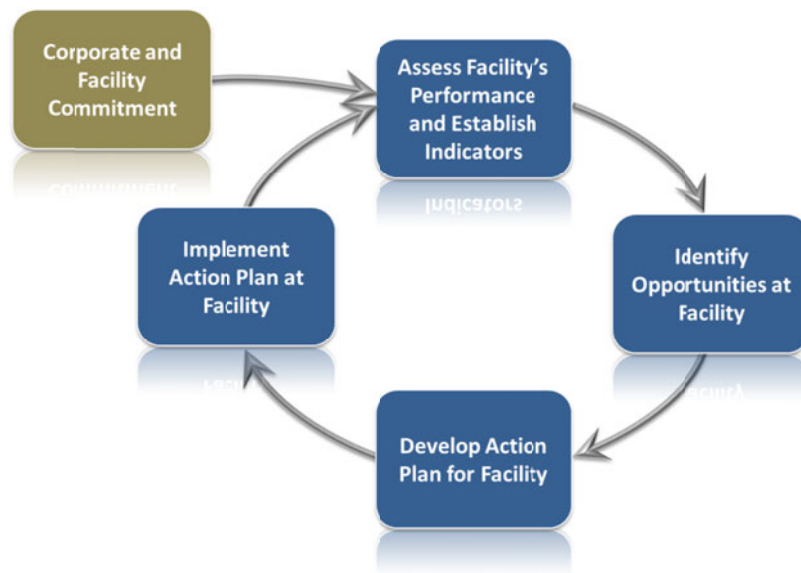 Corporate and
Facility
Commitment
Assess Facility’s
Performance
and Establish
Indicators
Identify
Opportunities at
Facility
Develop Action
Plan for Facility
Implement
Action Plan at
Facility